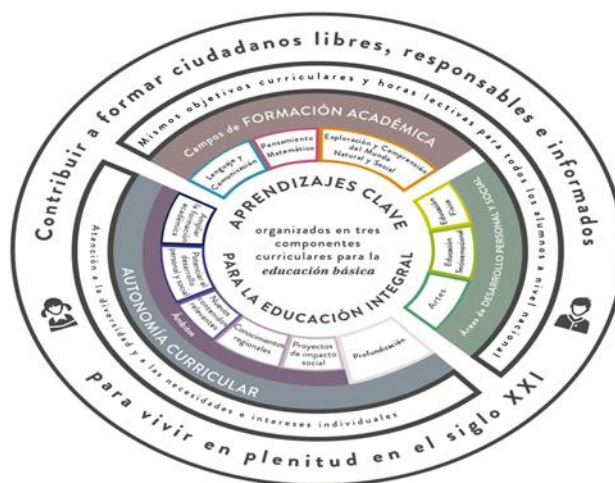 Contribuir a formar ciudadanos libres, responsables e informados
para vivir en plenitud en el siglo XXI
Mismos objetivos curriculares y horas lectivas para todos los alumnos a nivel nacional
Campos de FORMACIÓN ACADÉMICA
Lenguaje y
Comunicación
Pensamiento
Matemático
Exploración y Comprensión
del Mundo
Natural y Social
Áreas de DESARROLLO PERSONAL Y SOCIAL
Artes
Educación
Socioemocional
Educación
Física
APRENDIZAJES CLAVE
organizados en tres
componentes
curriculares para la
educación básica
PARA LA EDUCACIÓN INTEGRAL
AUTONOMÍA CURRICULAR
Ámbitos
Ampliar
la formación
académica
Potenciar el
desarrollo
personal y social
Nuevos
contenidos
relevantes
Conocimientos
regionales
Proyectos
de impacto
social
Profundización
Atención a la diversidad y a las necesidades e intereses individuales